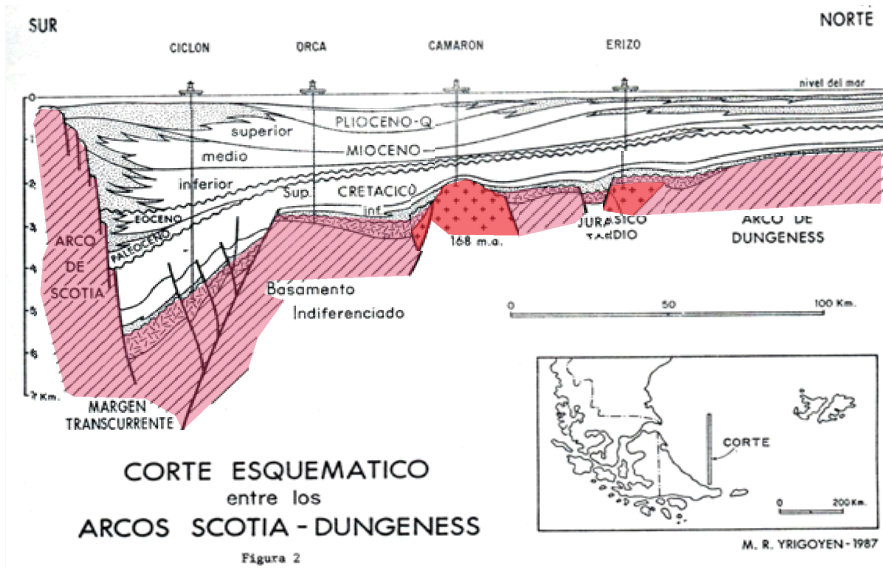 SUR
NORTE
CICLON
ORCA
CAMARON
ERIZO
nivel del mar
0
1
2
3
4
5
6
7 Km.
superior
PLIOCENO-Q.
medio
MIOCENO
inferior
Sup.
CRETACICO
inf.
EOCENO
PALEOCENO
ARCO
DE
SCOTIA
168 m.a.
JURASICO
TARDIO
ARCO DE
DUNGENESS
Basamento
Indiferenciado
0
50
100 Km.
MARGEN
TRANSCURRENTE
CORTE ESQUEMATICO
entre los
ARCOS SCOTIA - DUNGENESS
Figura 2
CORTE
0
200 Km.
M. R. YRIGOYEN - 1987